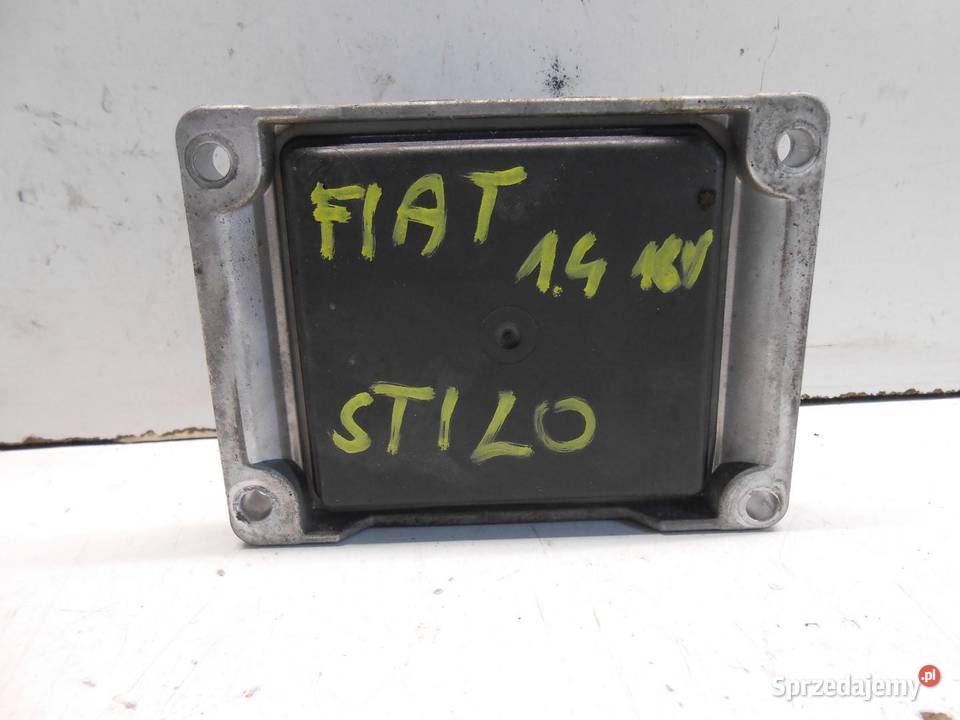 FIAT
1.4 16V
STILO
Sprzedajemy.pl